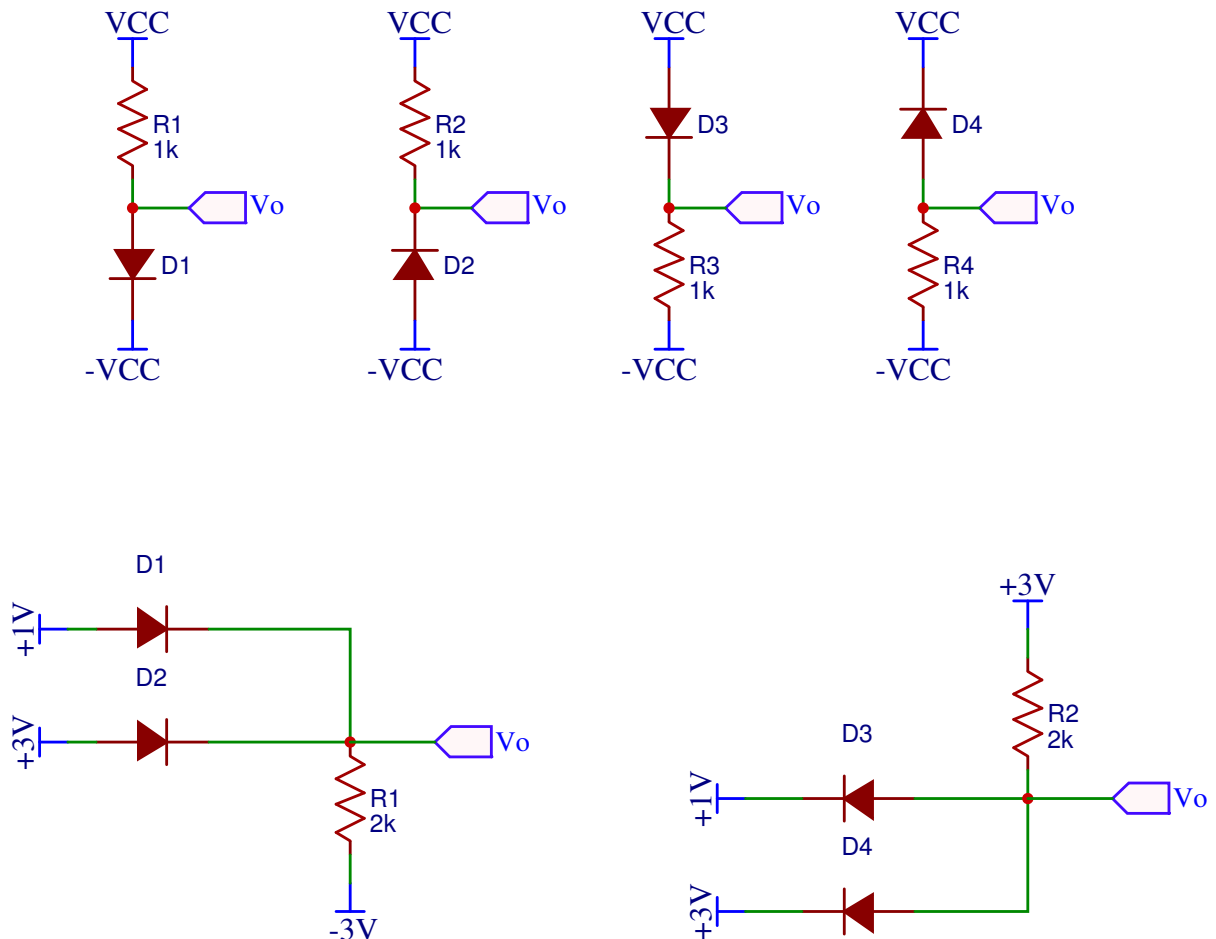 VCC
VCC
VCC
VCC
R1
1k
R2
1k
D3
D4
Vo
Vo
Vo
Vo
D1
D2
R3
1k
R4
1k
-VCC
-VCC
-VCC
-VCC
D1
+1V
D2
+3V
Vo
R1
2k
-3V
+3V
R2
2k
D3
+1V
Vo
D4
+3V